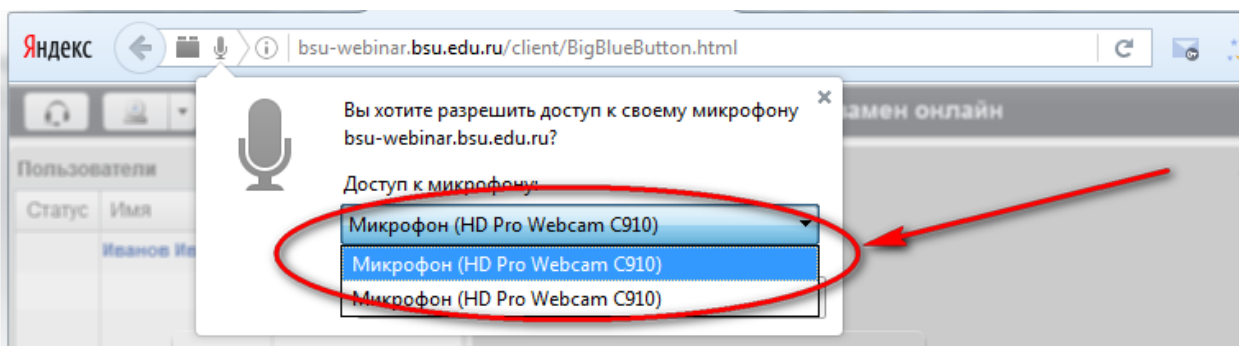 Яндекс
bsu-webinar.bsu.edu.ru/client/BigBlueButton.html
Вы хотите разрешить доступ к своему микрофону
bsu-webinar.bsu.edu.ru?
замен онлайн
Пользователи
Доступ к микрофону:
Статус Имя
Микрофон (HD Pro Webcam C910)
Иванов Ив
Микрофон (HD Pro Webcam C910)
Микрофон (HD Pro Webcam C910)